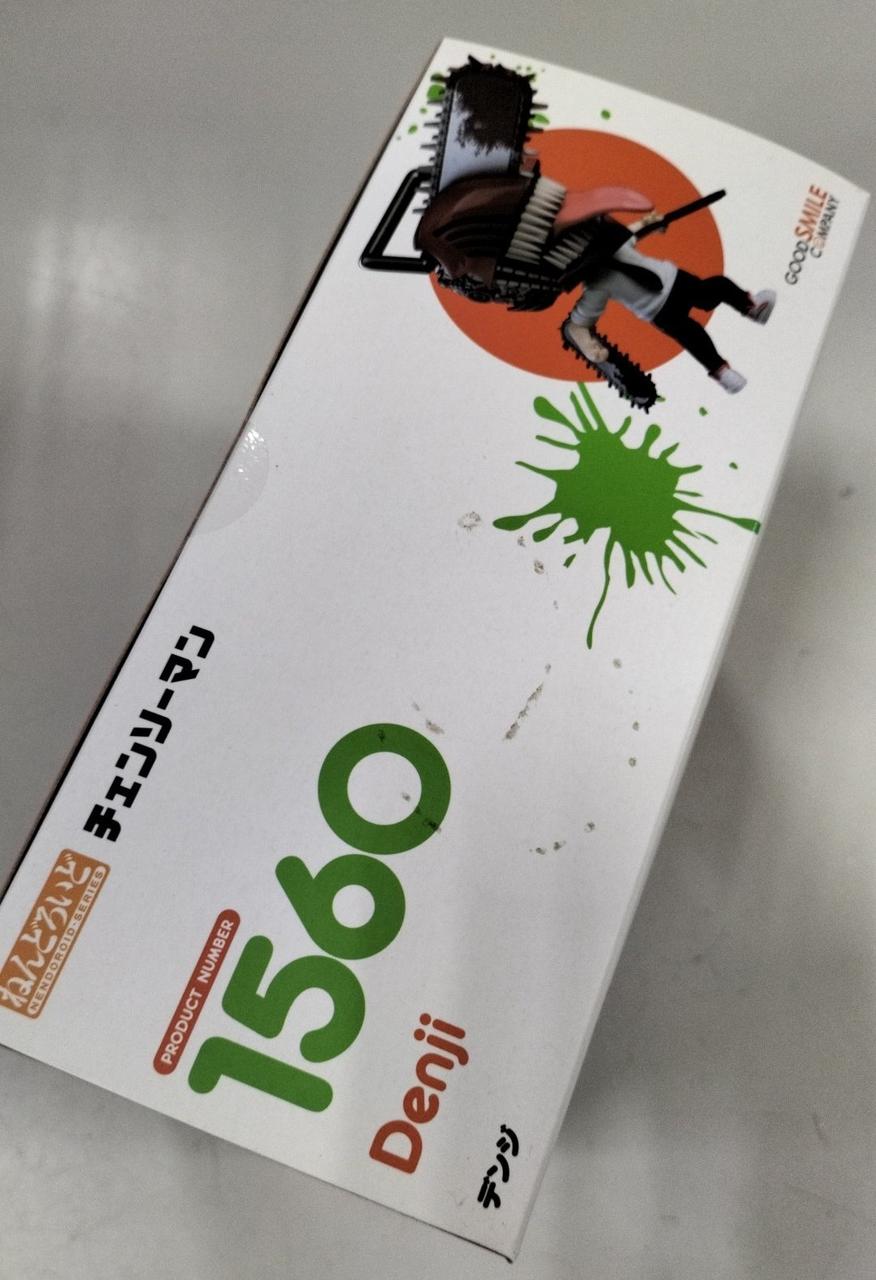 ねんどろいど
NENDOROID-SERIES
チェンソーマン
PRODUCT NUMBER
1560
Denji
デンジ
GOOD SMILE
COMPANY